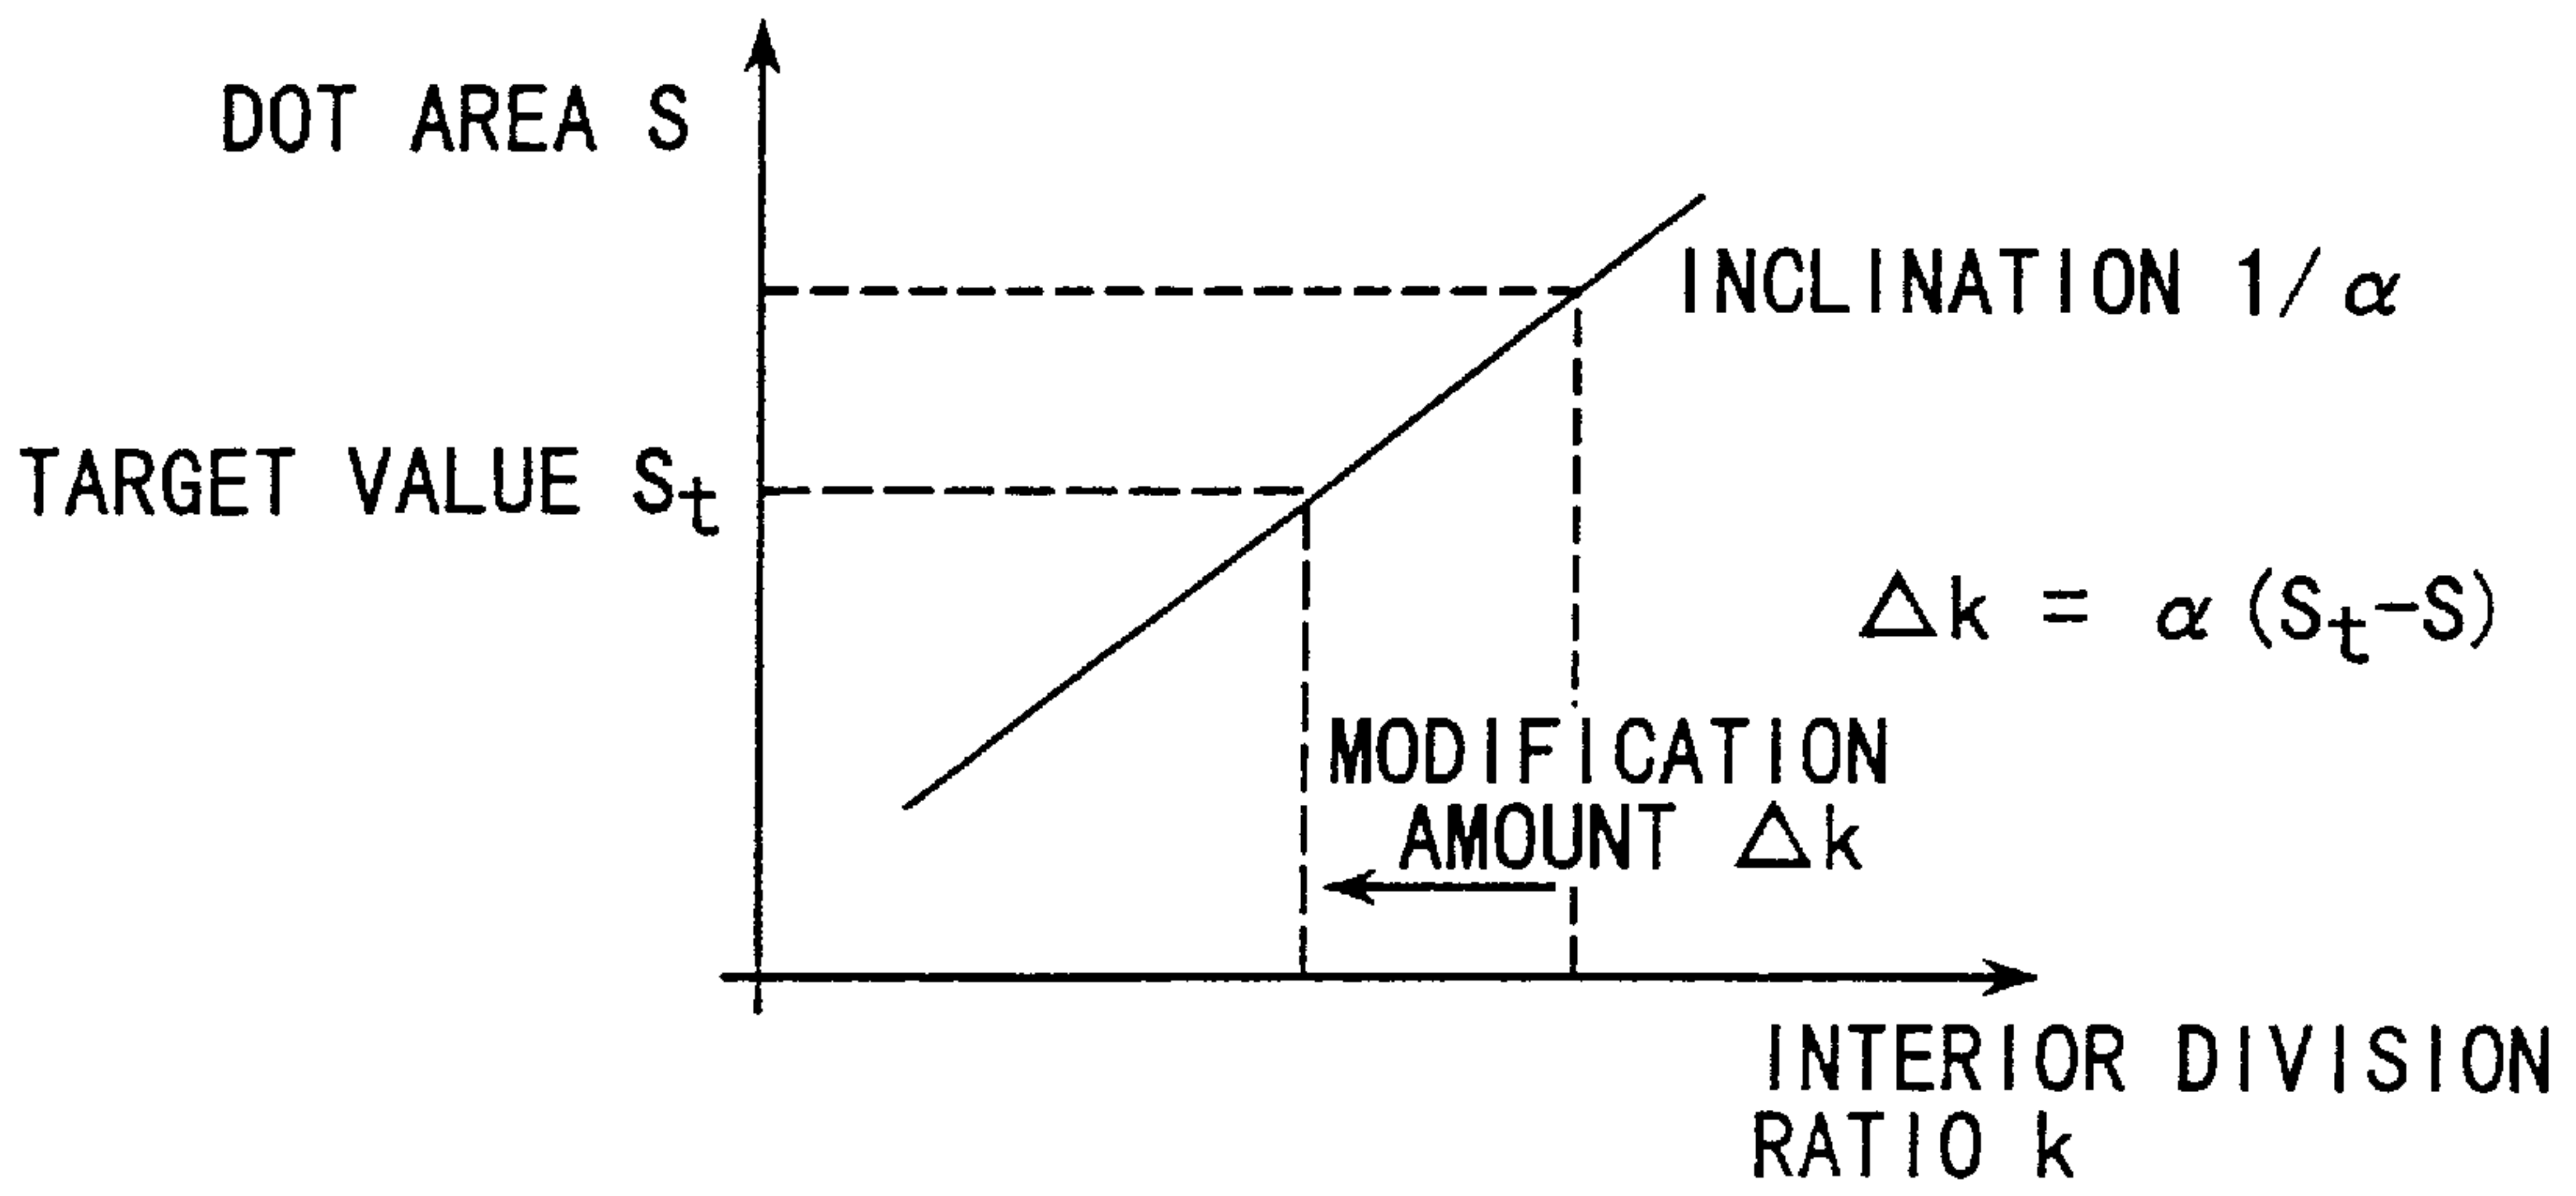 DOT AREA S
INCLINATION 1/α
TARGET VALUE St
Δk = α(St-S)
MODIFICATION
AMOUNT Δk
INTERIOR DIVISION
RATIO k